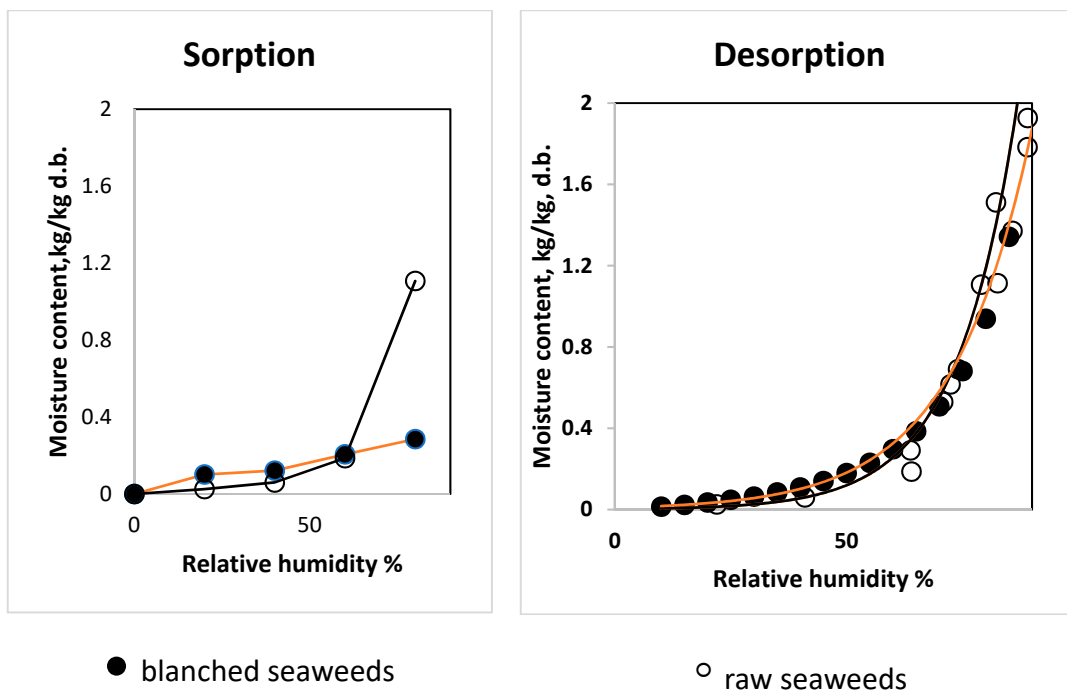 Sorption
Moisture content,kg/kg d.b.
2
1.6
1.2
0.8
0.4
0
0
50
Relative humidity %
Desorption
Moisture content, kg/kg, d.b.
2
1.6
1.2
0.8
0.4
0
0
50
Relative humidity %
blanched seaweeds
raw seaweeds